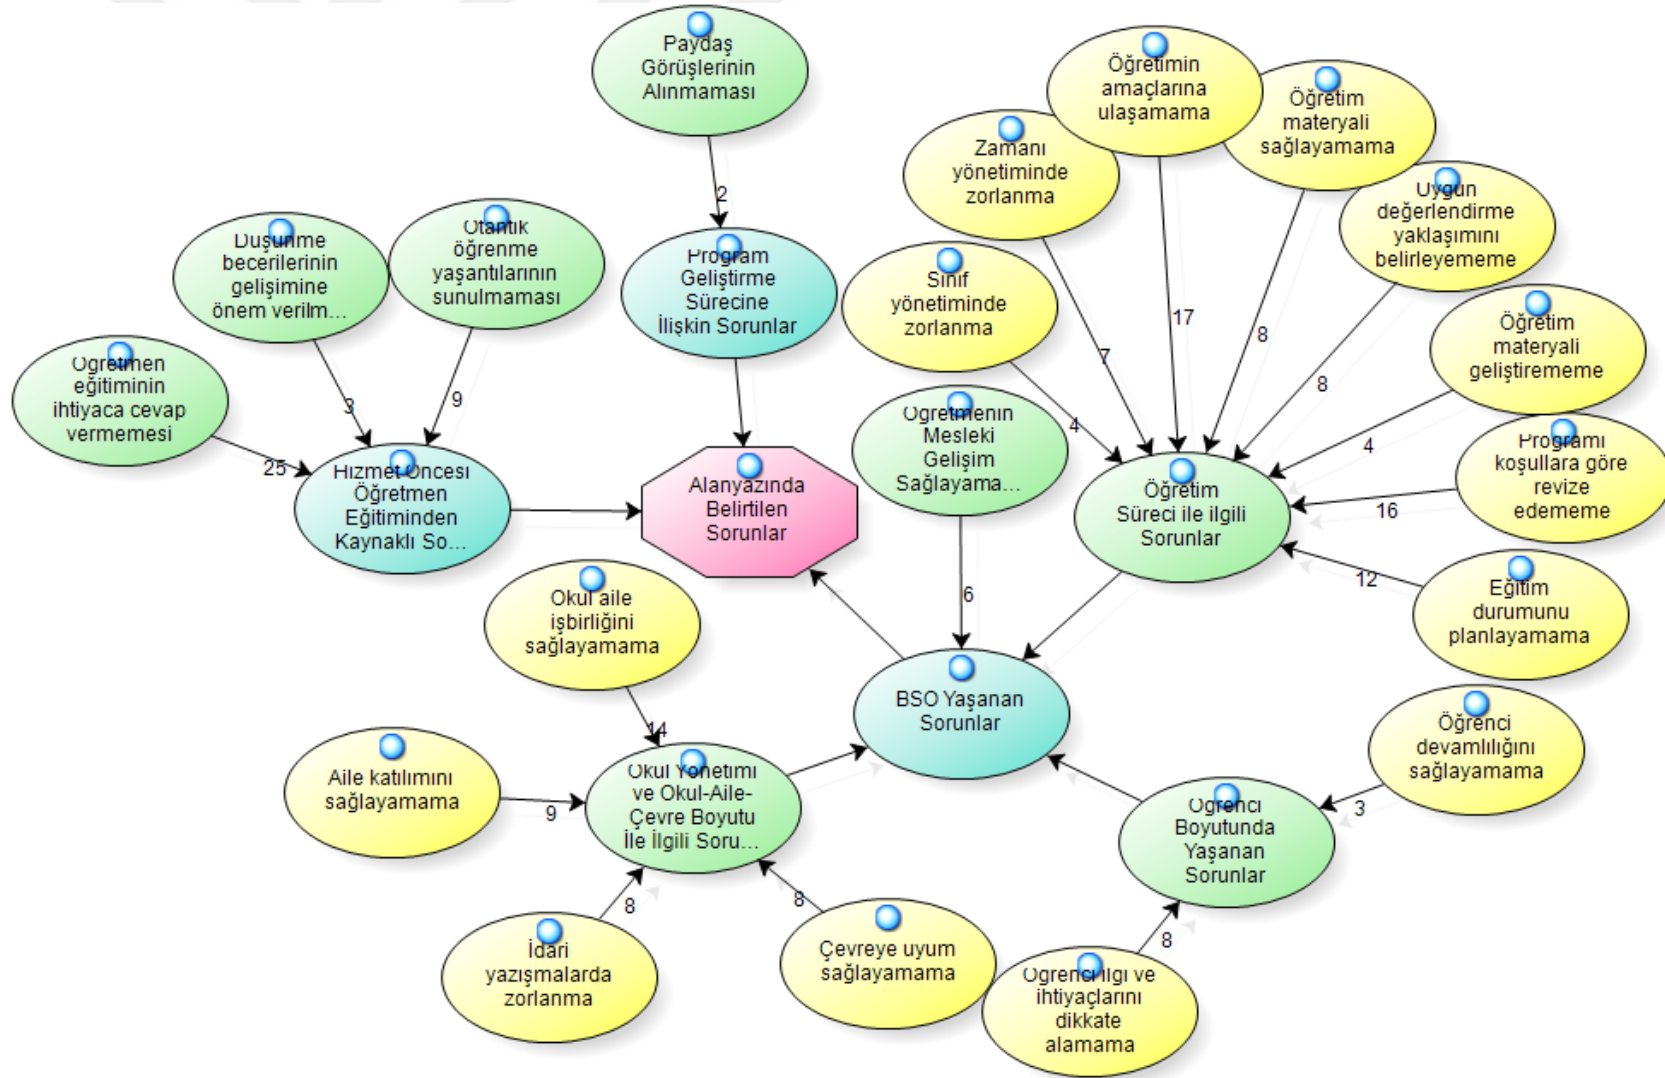 Paydaş
Görüşlerinin
Alınmaması
2
Program
Geliştirme
Sürecine
İlişkin Sorunlar
Düşünme
becerilerinin
gelişimine
önem verilm...
3
Otantik
öğrenme
yaşantılarının
sunulmaması
9
Öğretmen
eğitiminin
ihtiyaca cevap
vermemesi
25
Hizmet Öncesi
Öğretmen
Eğitiminden
Kaynaklı So...
Alanyazında
Belirtilen
Sorunlar
Öğretimin
amaçlarına
ulaşamama
17
Öğretim
materyali
sağlayamama
8
Zamanı
yönetiminde
zorlanma
7
Uygun
değerlendirme
yaklaşımını
belirleyememe
8
Sınıf
yönetiminde
zorlanma
4
Öğretim
materyali
geliştirememe
4
Programı
koşullara göre
revize
edememe
16
Eğitim
durumunu
planlayamama
12
Öğretim
Süreci ile ilgili
Sorunlar
Öğretmenin
Mesleki
Gelişim
Sağlayama...
6
BSO Yaşanan
Sorunlar
Okul aile
işbirliğini
sağlayamama
14
Aile katılımını
sağlayamama
9
Okul Yönetimi
ve Okul-Aile-
Çevre Boyutu
İle İlgili Soru...
İdari
yazışmalarda
zorlanma
8
Çevreye uyum
sağlayamama
8
Öğrenci
devamlılığını
sağlayamama
3
Öğrenci
Boyutunda
Yaşanan
Sorunlar
Öğrenci ilgi ve
ihtiyaçlarını
dikkate
alamama
8